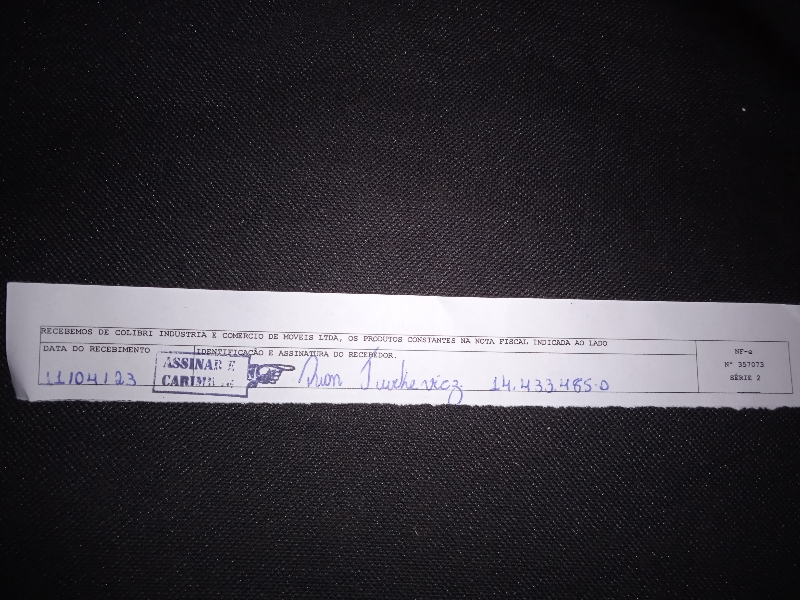 RECEBEMOS DE COLIBRI INDUSTRIA E COMERCIO DE MOVEIS LTDA, OS PRODUTOS CONSTANTES NA NOTA FISCAL INDICADA AO LADO
DATA DO RECEBIMENTO
11/04/23
ASSINAR E
IDENTIFICAÇÃO E ASSINATURA DO RECEBEDOR.
14.433.485-0
NF-e
Nº 357073
SÉRIE 2